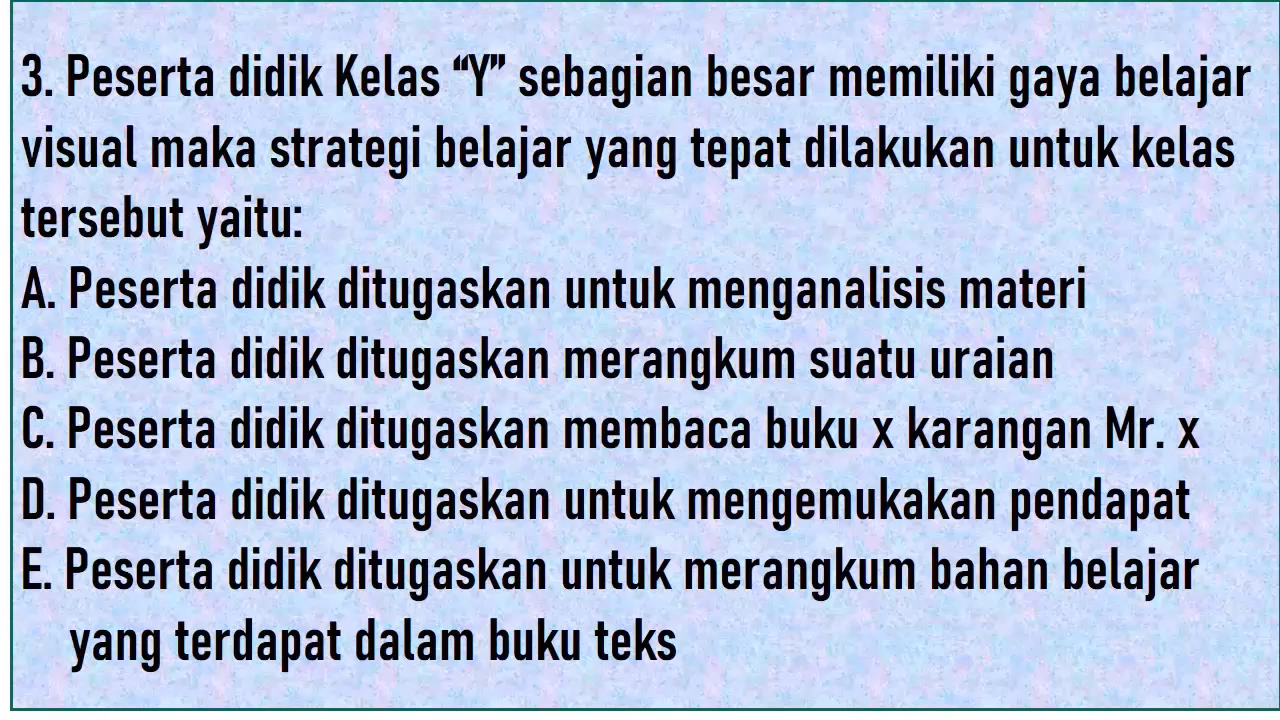 3. Peserta didik Kelas “Y” sebagian besar memiliki gaya belajar
visual maka strategi belajar yang tepat dilakukan untuk kelas
tersebut yaitu:
A. Peserta didik ditugaskan untuk menganalisis materi
B. Peserta didik ditugaskan merangkum suatu uraian
C. Peserta didik ditugaskan membaca buku x karangan Mr. x
D. Peserta didik ditugaskan untuk mengemukakan pendapat
E. Peserta didik ditugaskan untuk merangkum bahan belajar
yang terdapat dalam buku teks